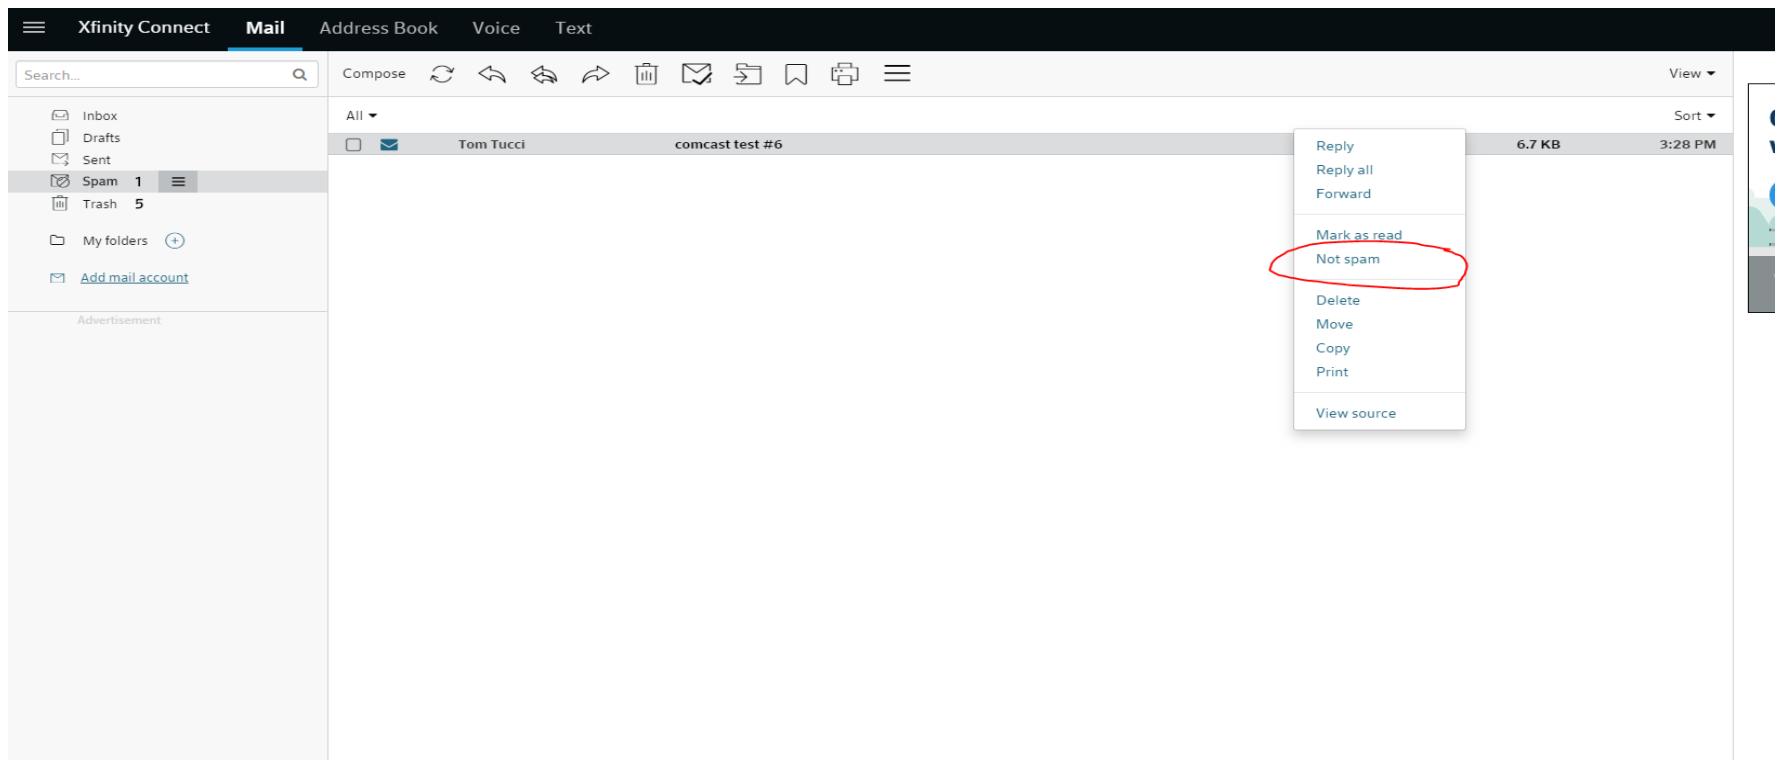 Xfinity Connect Mail Address Book Voice Text
Search...
Compose
View
Inbox
Drafts
Sent
Spam 1
Trash 5
My folders
Add mail account
Advertisement
All
Sort
Tom Tucci comcast test #6 6.7 KB 3:28 PM
Reply
Reply all
Forward
Mark as read
Not spam
Delete
Move
Copy
Print
View source